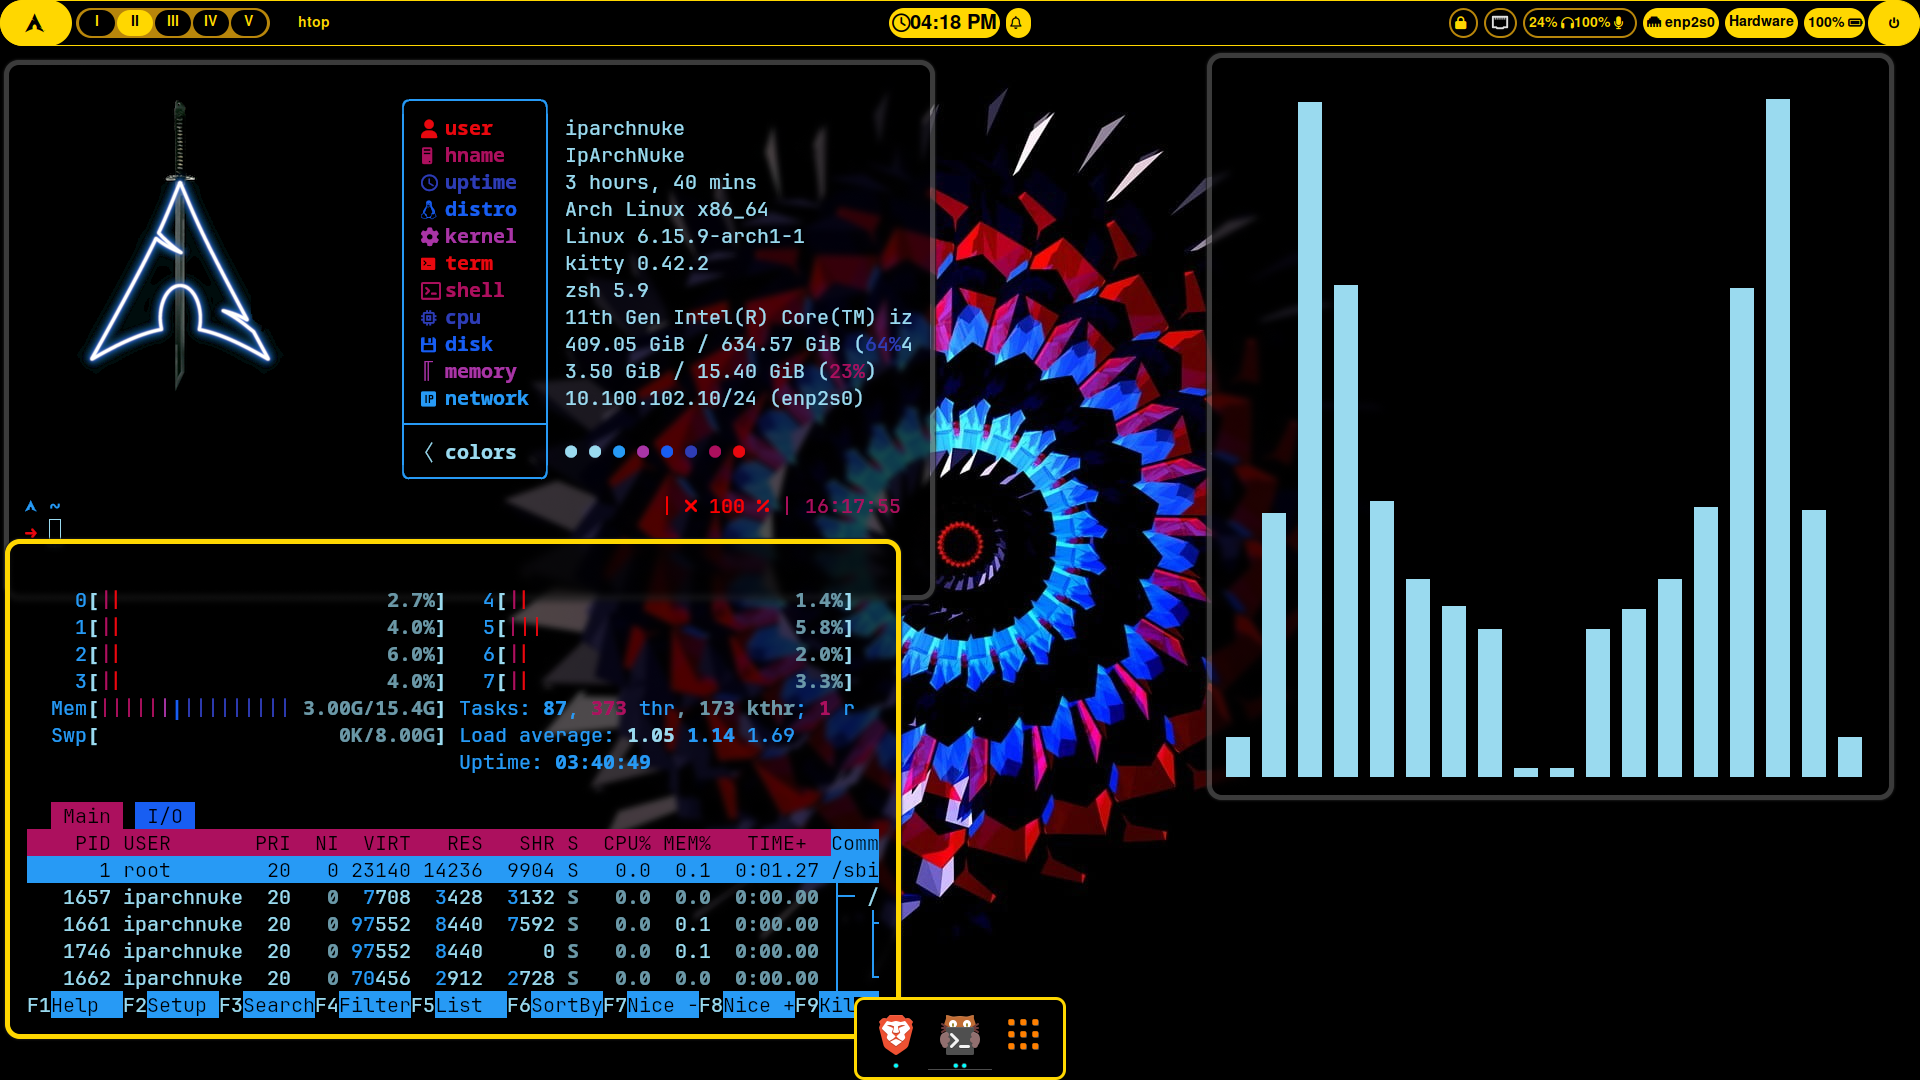 I II III IV V htop 04:18 PM 24% 100% enp2s0 Hardware 100%
user iparchnuke
hname IpArchNuke
uptime 3 hours, 40 mins
distro Arch Linux x86_64
kernel Linux 6.15.9-arch1-1
term kitty 0.42.2
shell zsh 5.9
cpu 11th Gen Intel(R) Core(TM) iz
disk 409.05 GiB / 634.57 GiB (64%4
memory 3.50 GiB / 15.40 GiB (23%)
network 10.100.102.10/24 (enp2s0)
colors
~ | ✕ 100 ٪ | 16:17:55
0[|| 2.7%] 4[|| 1.4%]
1[|| 4.0%] 5[||| 5.8%]
2[|| 6.0%] 6[|| 2.0%]
3[|| 4.0%] 7[|| 3.3%]
Mem[|||||||||||||||| 3.00G/15.4G] Tasks: 87, 373 thr, 173 kthr; 1 r
Swp[ 0K/8.00G] Load average: 1.05 1.14 1.69
Uptime: 03:40:49
Main I/O
PID USER PRI NI VIRT RES SHR S CPU% MEM% TIME+ Comm
1 root 20 0 23140 14236 9904 S 0.0 0.1 0:01.27 /sbi
1657 iparchnuke 20 0 7708 3428 3132 S 0.0 0.0 0:00.00 /
1661 iparchnuke 20 0 97552 8440 7592 S 0.0 0.1 0:00.00
1746 iparchnuke 20 0 97552 8440 0 S 0.0 0.1 0:00.00
1662 iparchnuke 20 0 70456 2912 2728 S 0.0 0.0 0:00.00
F1Help F2Setup F3SearchF4FilterF5List F6SortByF7Nice -F8Nice +F9Kil